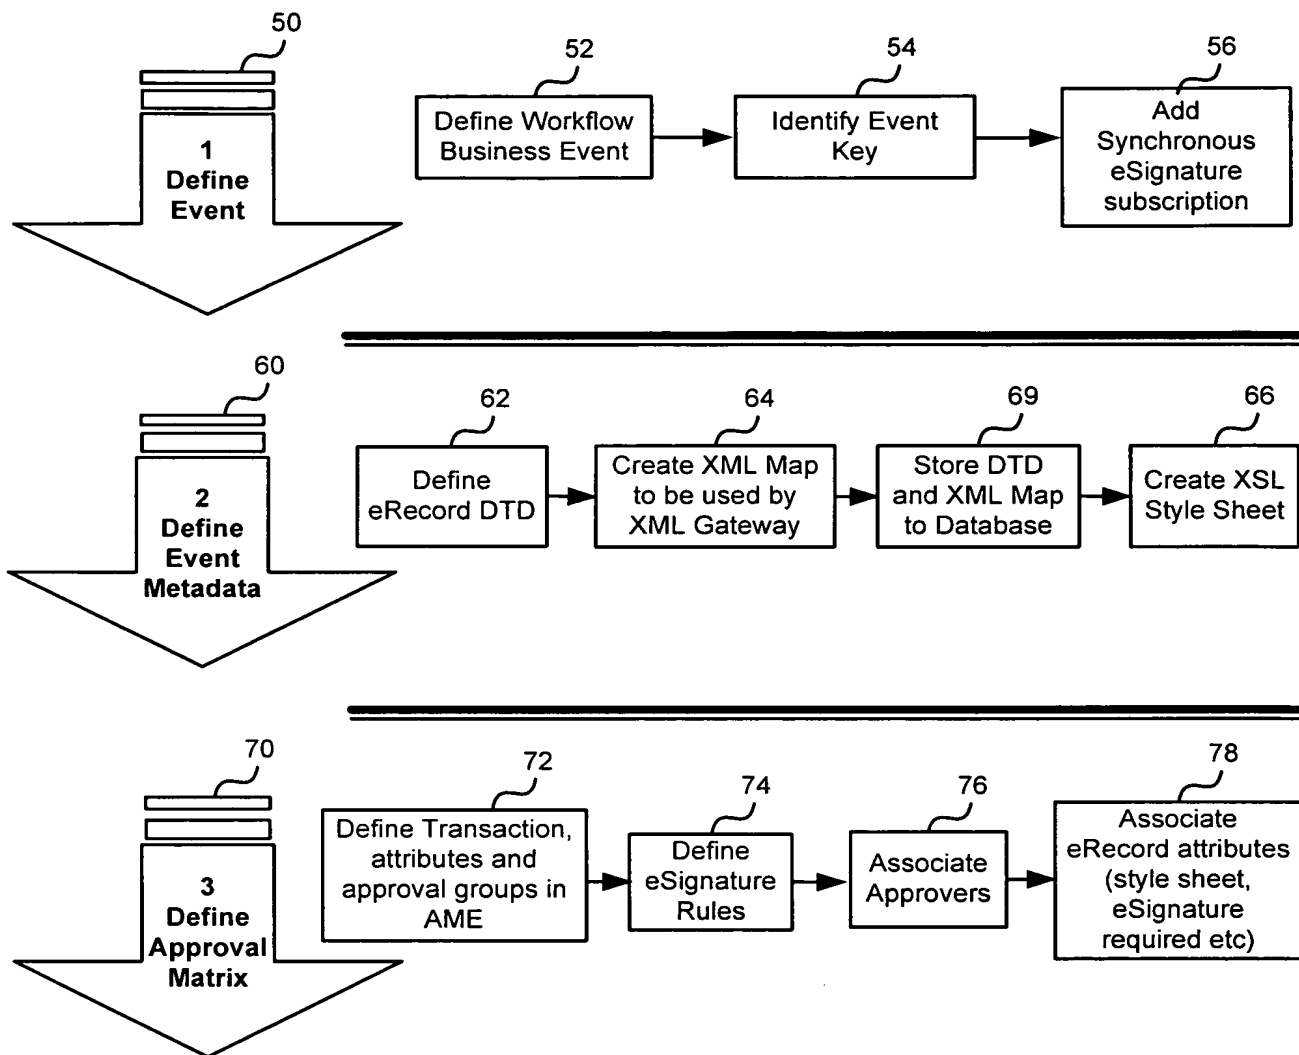 50
52
54
56
1
Define
Event
Define Workflow
Business Event
Identify Event
Key
Add
Synchronous
eSignature
subscription
60
62
64
69
66
2
Define
Event
Metadata
Define
eRecord DTD
Create XML Map
to be used by
XML Gateway
Store DTD
and XML Map
to Database
Create XSL
Style Sheet
70
72
74
76
78
3
Define
Approval
Matrix
Define Transaction,
attributes and
approval groups in
AME
Define
eSignature
Rules
Associate
Approvers
Associate
eRecord attributes
(style sheet,
eSignature
required etc)